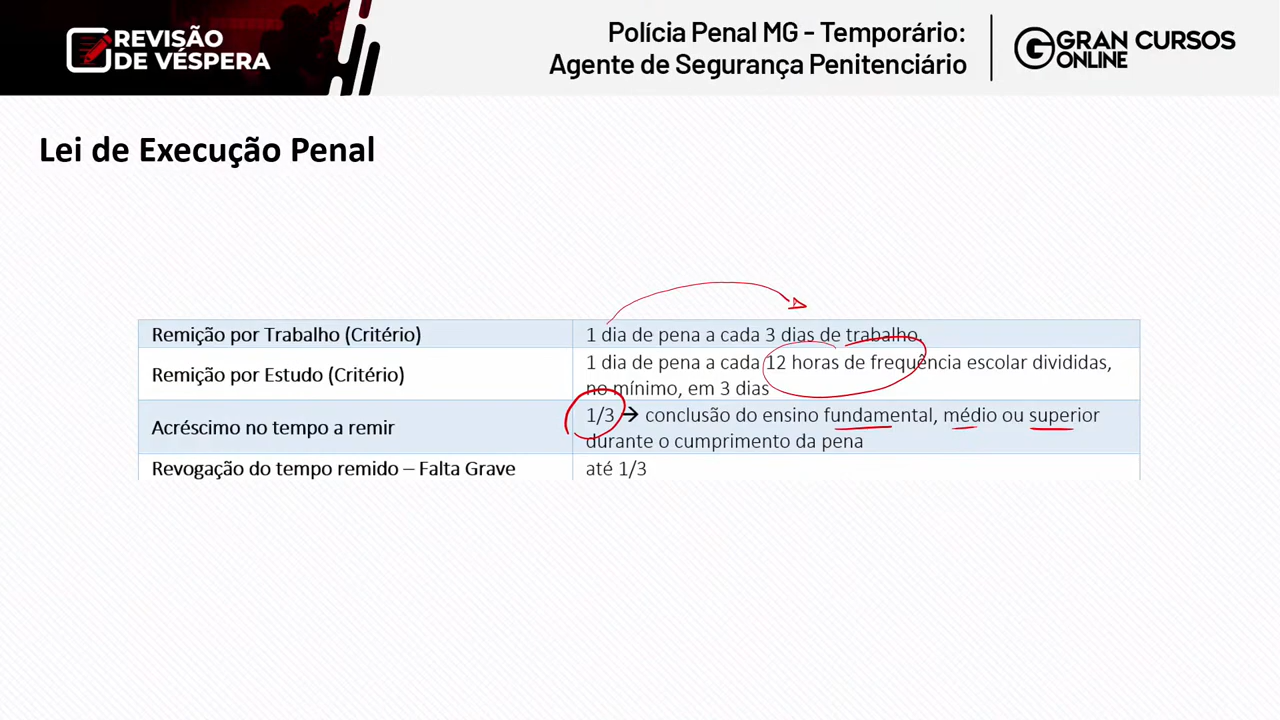 REVISÃO
DE VÉSPERA
Polícia Penal MG - Temporário:
Agente de Segurança Penitenciário
GRAN CURSOS
ONLINE
Lei de Execução Penal
Remição por Trabalho (Critério)
1 dia de pena a cada 3 dias de trabalho.
Remição por Estudo (Critério)
1 dia de pena a cada 12 horas de frequência escolar divididas,
no mínimo, em 3 dias
Acréscimo no tempo a remir
1/3 → conclusão do ensino fundamental, médio ou superior
durante o cumprimento da pena
Revogação do tempo remido – Falta Grave
até 1/3